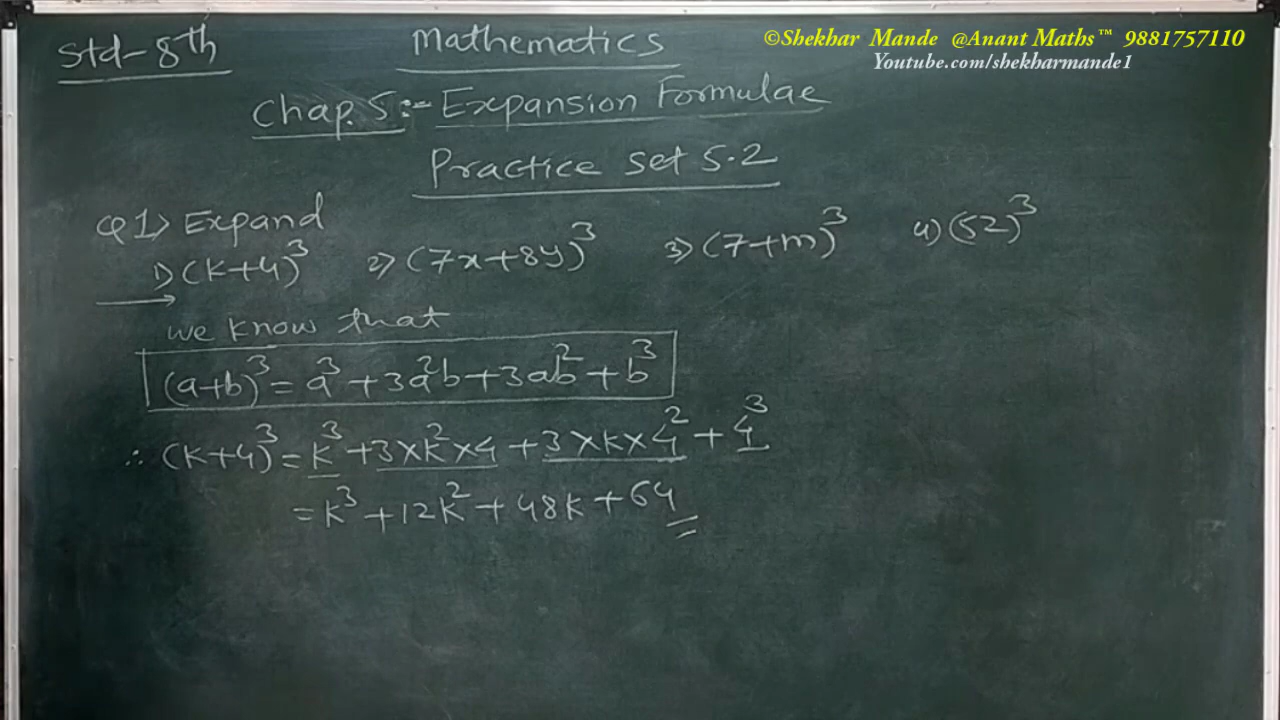 ©Shekhar Mande @Anant Maths™ 9881757110
Youtube.com/shekharmande1
Std-8th Mathematics
Chap. 5:- Expansion Formulae
Practice Set 5.2
Q1> Expand
1) (k+4)³ 2) (7x+8y)³ 3) (7+m)³ 4) (52)³
we know that
(a+b)³ = a³ + 3a²b + 3ab² + b³
∴ (k+4)³ = k³ + 3×k²×4 + 3×k×4² + 4³
= k³ + 12k² + 48k + 64